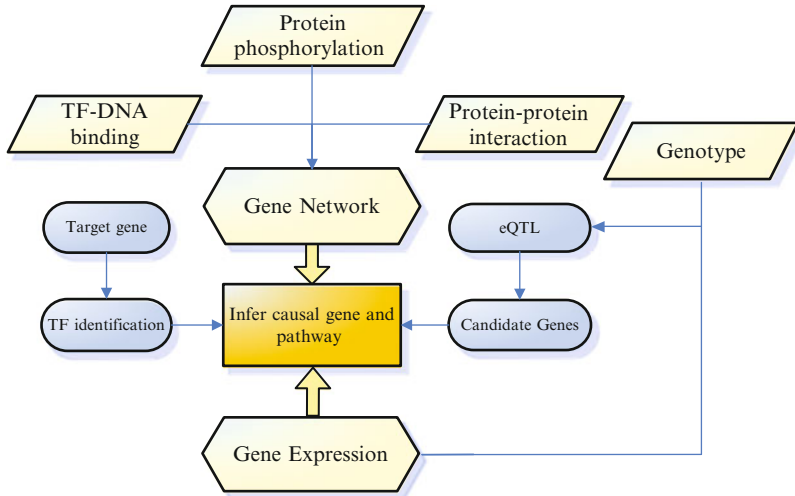 Protein
phosphorylation
TF-DNA
binding
Protein-protein
interaction
Genotype
Gene Network
Target gene
eQTL
TF identification
Infer causal gene and
pathway
Candidate Genes
Gene Expression